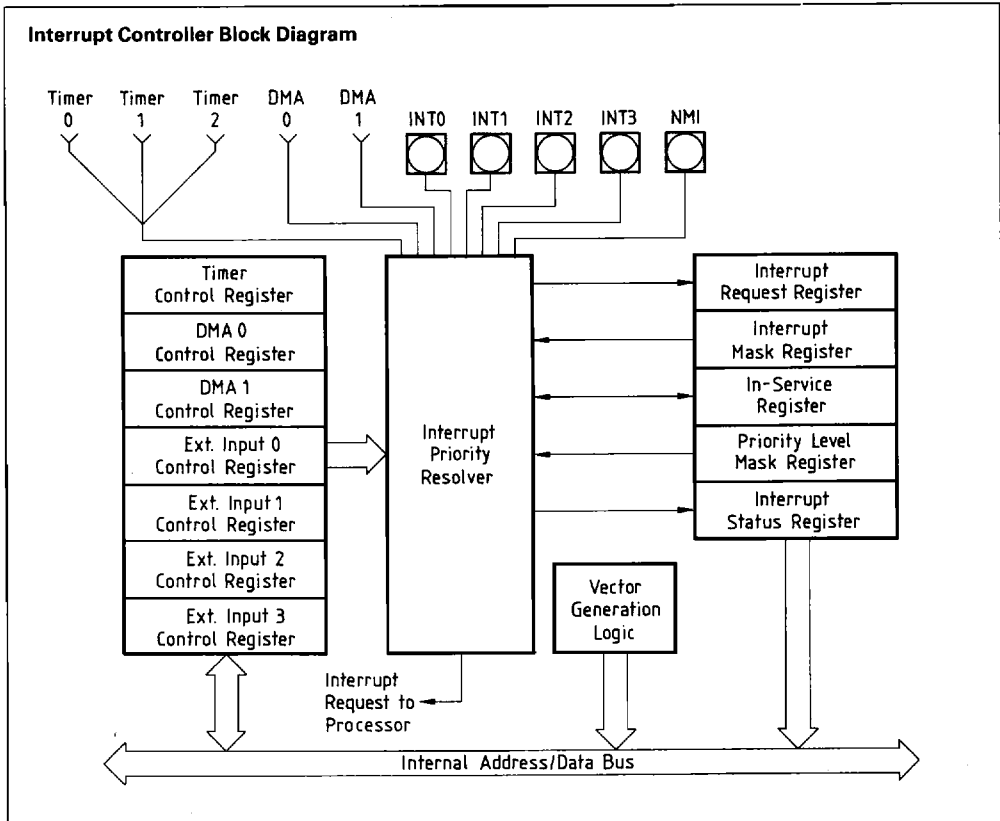 Interrupt Controller Block Diagram
Timer 0
Timer 1
Timer 2
DMA 0
DMA 1
INT0
INT1
INT2
INT3
NMI
Timer
Control Register
DMA 0
Control Register
DMA 1
Control Register
Ext. Input 0
Control Register
Ext. Input 1
Control Register
Ext. Input 2
Control Register
Ext. Input 3
Control Register
Interrupt
Priority
Resolver
Interrupt
Request Register
Interrupt
Mask Register
In-Service
Register
Priority Level
Mask Register
Interrupt
Status Register
Vector
Generation
Logic
Interrupt
Request to
Processor
Internal Address/Data Bus